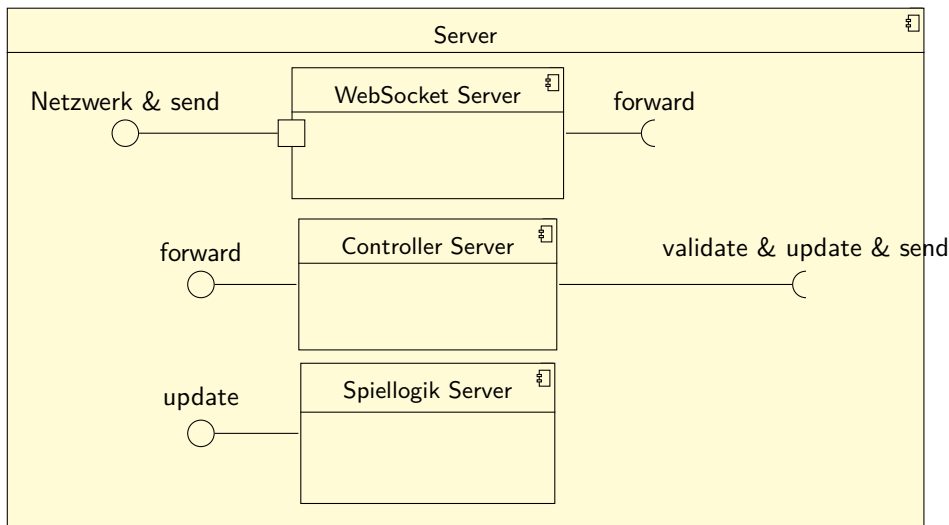 Server
Netzwerk & send
WebSocket Server
forward
forward
Controller Server
validate & update & send
update
Spiellogik Server